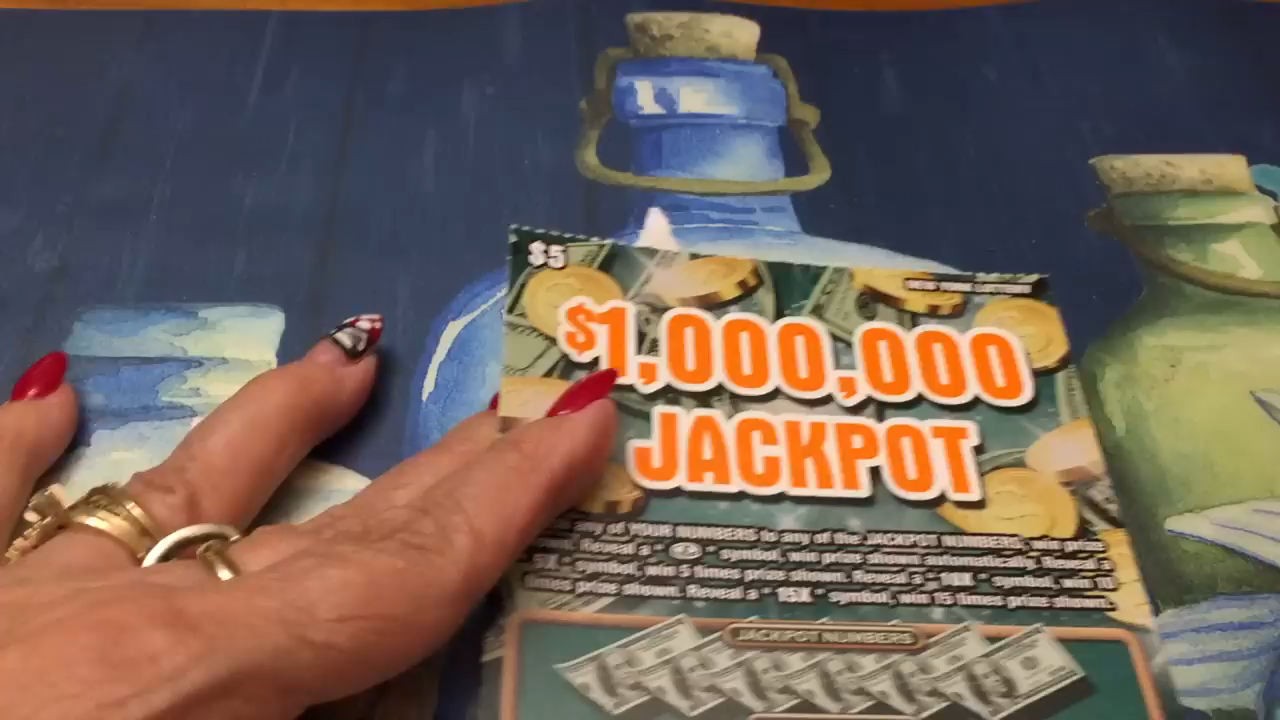 $5
NEW YORK LOTTERY
$1,000,000
JACKPOT
any of YOUR NUMBERS to any of the JACKPOT NUMBERS, win prize
Reveal a " " symbol, win prize shown automatically. Reveal a
" symbol, win 5 times prize shown. Reveal a "10X" symbol, win 10
times prize shown. Reveal a "15X" symbol, win 15 times prize shown.
JACKPOT NUMBERS